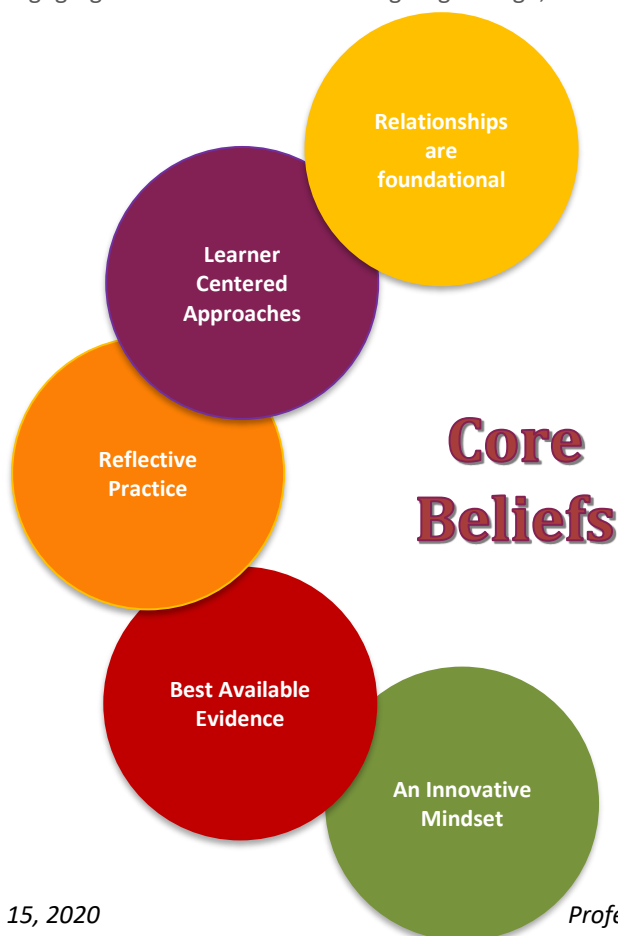 Relationships
are
foundational
Learner
Centered
Approaches
Core
Beliefs
Reflective
Practice
Best Available
Evidence
An Innovative
Mindset
15, 2020